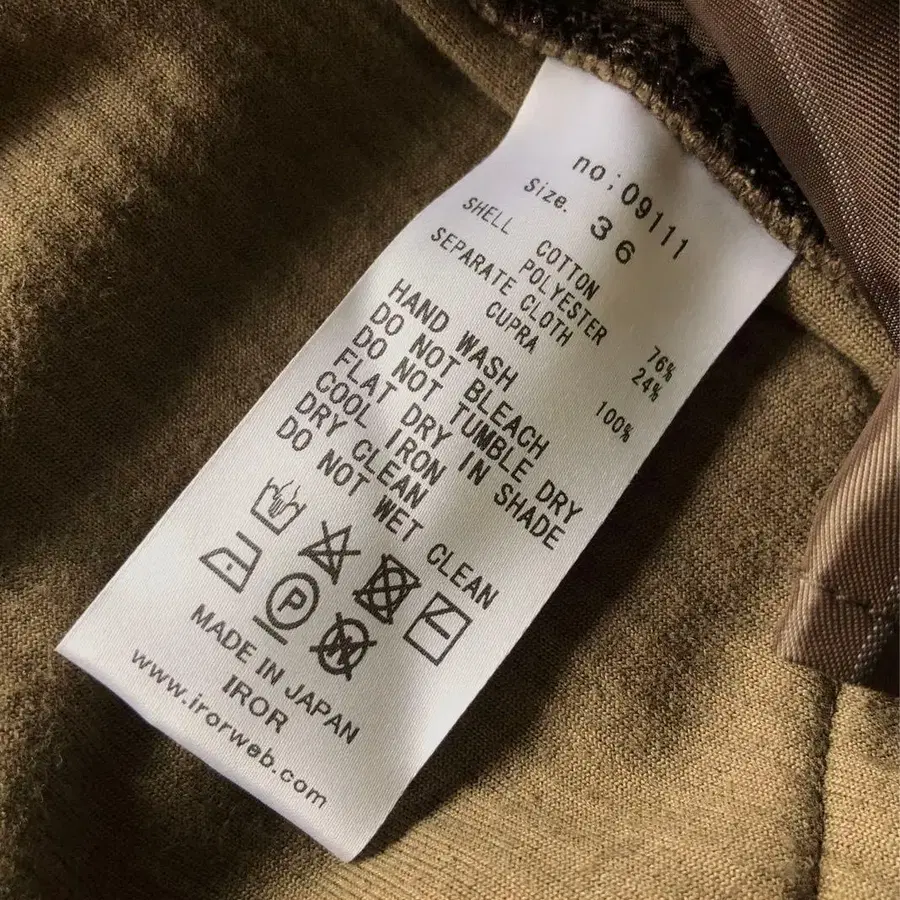 no;09111
Size. 36
SHELL COTTON 76%
POLYESTER 24%
SEPARATE CLOTH
CUPRA 100%
HAND WASH
DO NOT BLEACH
DO NOT TUMBLE DRY
FLAT DRY IN SHADE
COOL IRON
DRY CLEAN
DO NOT WET CLEAN
P
W
MADE IN JAPAN
IROR
www.irorweb.com